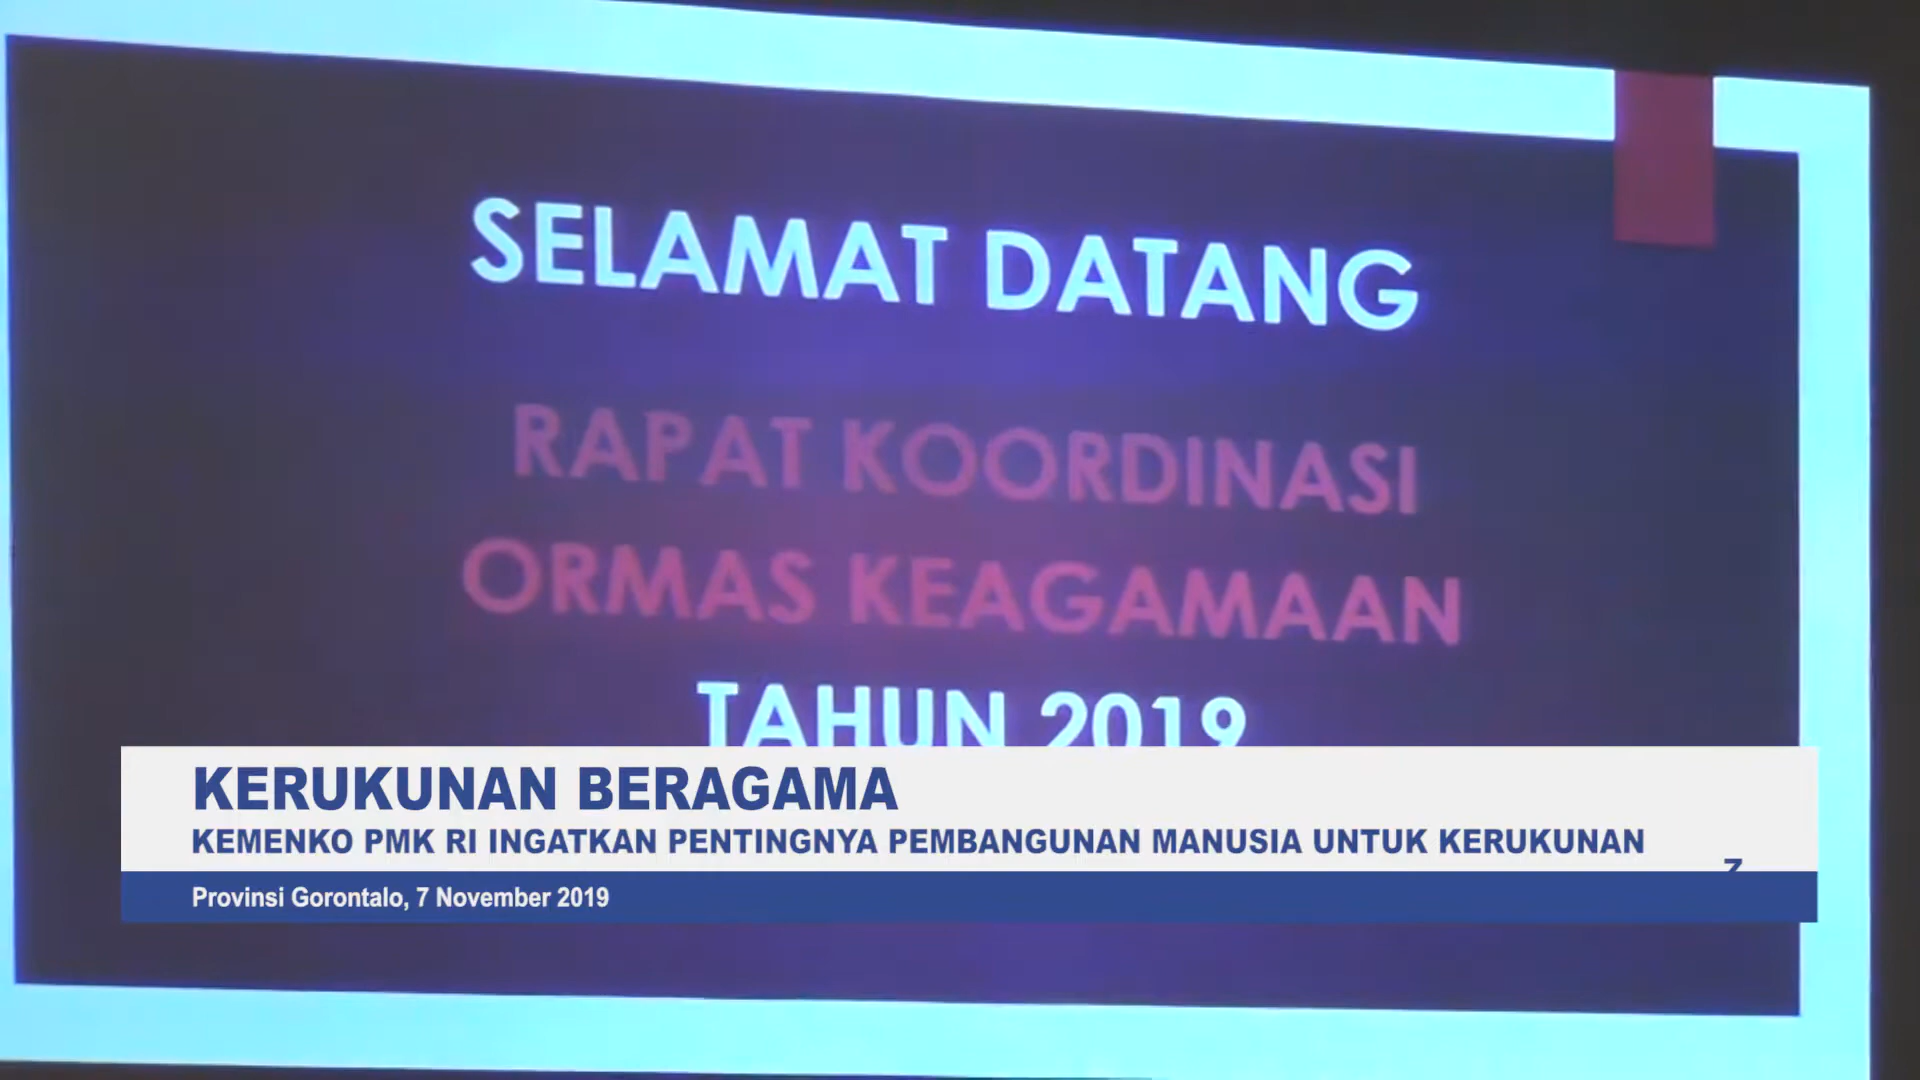 SELAMAT DATANG
RAPAT KOORDINASI
ORMAS KEAGAMAAN
TAHUN 2019
KERUKUNAN BERAGAMA
KEMENKO PMK RI INGATKAN PENTINGNYA PEMBANGUNAN MANUSIA UNTUK KERUKUNAN
Provinsi Gorontalo, 7 November 2019